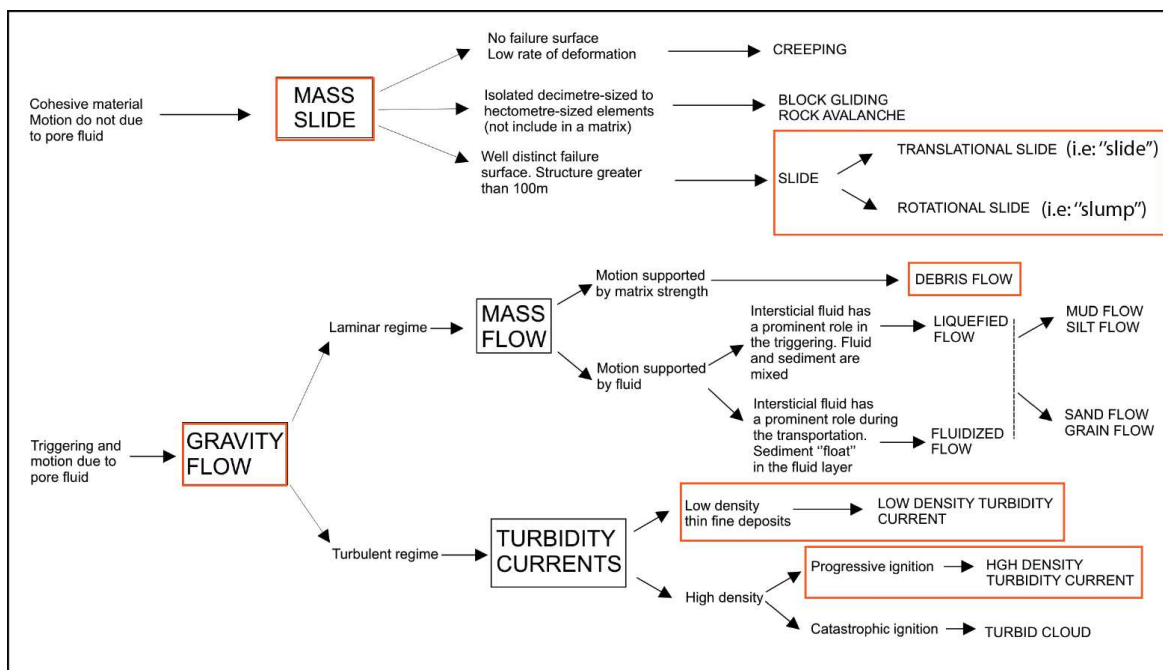 No failure surface
Low rate of deformation
CREEPING
Cohesive material
Motion do not due
to pore fluid
MASS
SLIDE
Isolated decimetre-sized to
hectometre-sized elements
(not include in a matrix)
BLOCK GLIDING
ROCK AVALANCHE
Well distinct failure
surface. Structure greater
than 100m
SLIDE
TRANSLATIONAL SLIDE (i.e: "slide")
ROTATIONAL SLIDE (i.e: "slump")
Triggering and
motion due to
pore fluid
GRAVITY
FLOW
Laminar regime
MASS
FLOW
Motion supported
by matrix strength
DEBRIS FLOW
Motion supported
by fluid
Intersticial fluid has
a prominent role in
the triggering. Fluid
and sediment are
mixed
LIQUEFIED
FLOW
Intersticial fluid has
a prominent role during
the transportation.
Sediment "float"
in the fluid layer
FLUIDIZED
FLOW
MUD FLOW
SILT FLOW
SAND FLOW
GRAIN FLOW
Turbulent regime
TURBIDITY
CURRENTS
Low density
thin fine deposits
LOW DENSITY TURBIDITY
CURRENT
High density
Progressive ignition
HGH DENSITY
TURBIDITY CURRENT
Catastrophic ignition
TURBID CLOUD